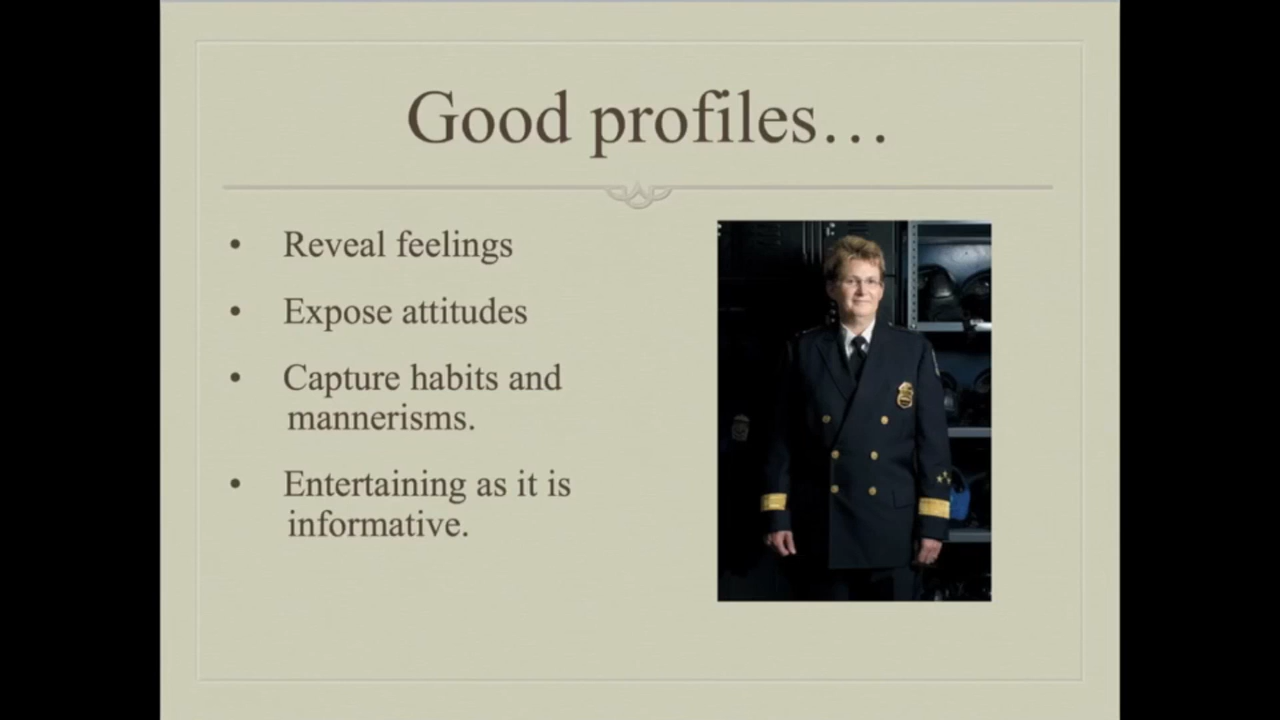 Good profiles…
• Reveal feelings
• Expose attitudes
• Capture habits and
mannerisms.
• Entertaining as it is
informative.